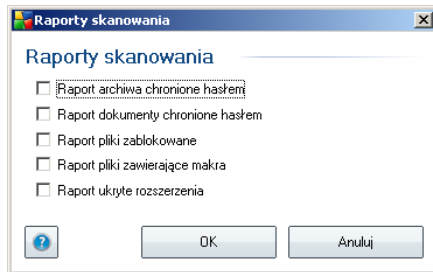 Raporty skanowania
Raporty skanowania
Raport archiwa chronione hasłem
Raport dokumenty chronione hasłem
Raport pliki zablokowane
Raport pliki zawierające makra
Raport ukryte rozszerzenia
OK
Anuluj